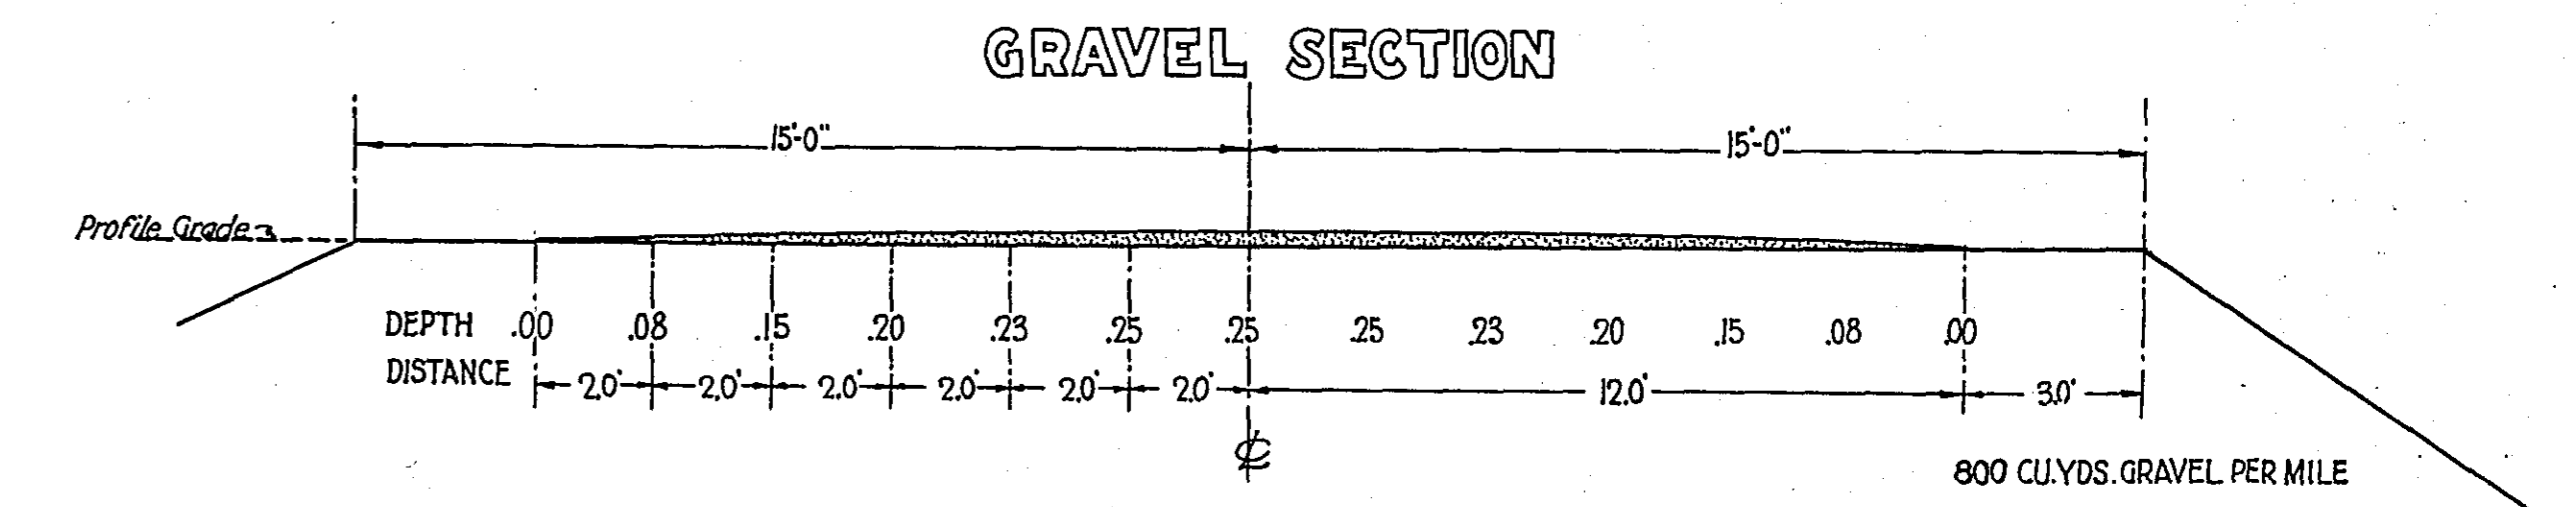 GRAVEL SECTION
15'-0" 15'-0"
Profile Grade
DEPTH .00 .08 .15 .20 .23 .25 .25 .25 .23 .20 .15 .08 .00
DISTANCE 2.0' 2.0' 2.0' 2.0' 2.0' 2.0' 12.0' 3.0'
℄
800 CU.YDS. GRAVEL PER MILE